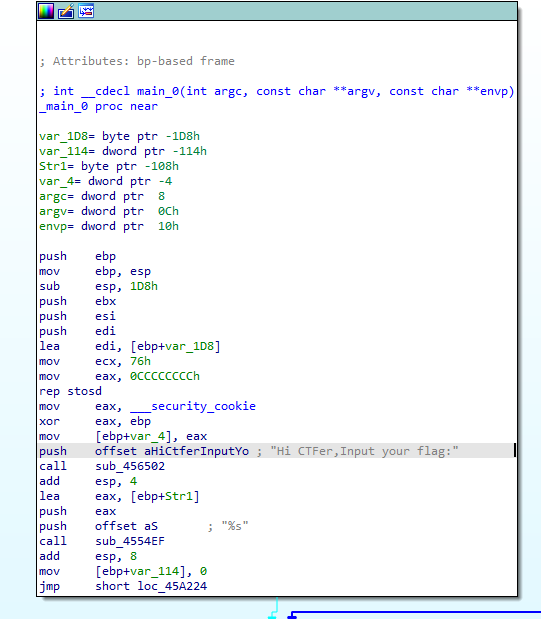 ; Attributes: bp-based frame
; int __cdecl main_0(int argc, const char **argv, const char **envp)
_main_0 proc near
var_1D8= byte ptr -1D8h
var_114= dword ptr -114h
Str1= byte ptr -108h
var_4= dword ptr -4
argc= dword ptr  8
argv= dword ptr  0Ch
envp= dword ptr  10h
push    ebp
mov     ebp, esp
sub     esp, 1D8h
push    ebx
push    esi
push    edi
lea     edi, [ebp+var_1D8]
mov     ecx, 76h
mov     eax, 0CCCCCCCCh
rep stosd
mov     eax, ___security_cookie
xor     eax, ebp
mov     [ebp+var_4], eax
push    offset aHiCtferInputYo ; "Hi CTFer,Input your flag:"
call    sub_456502
add     esp, 4
lea     eax, [ebp+Str1]
push    eax
push    offset aS       ; "%s"
call    sub_4554EF
add     esp, 8
mov     [ebp+var_114], 0
jmp     short loc_45A224